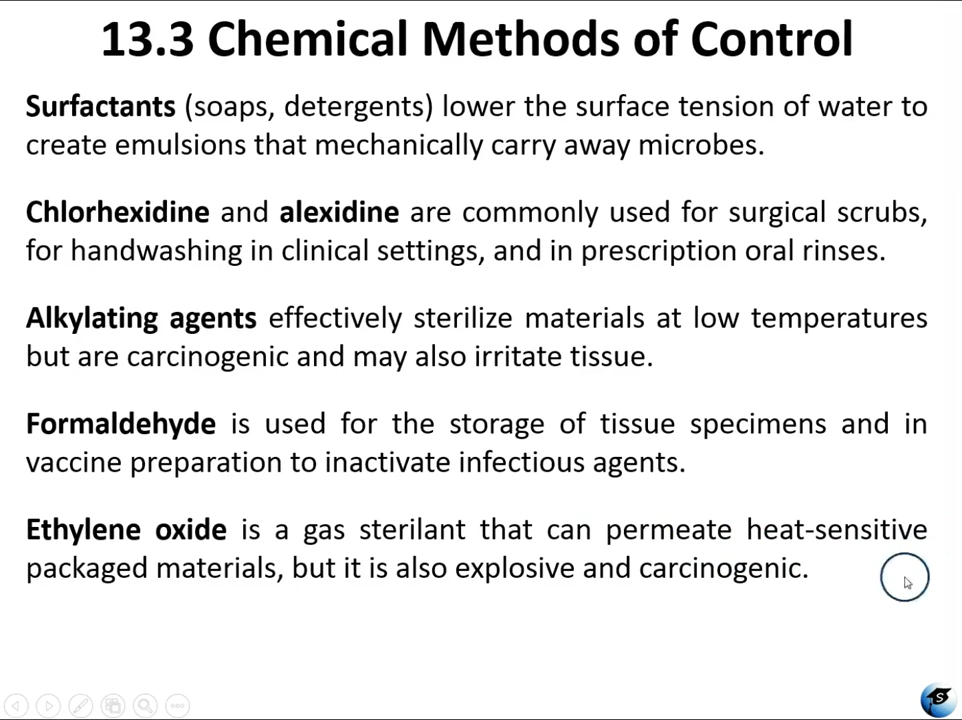 13.3 Chemical Methods of Control
Surfactants (soaps, detergents) lower the surface tension of water to
create emulsions that mechanically carry away microbes.
Chlorhexidine and alexidine are commonly used for surgical scrubs,
for handwashing in clinical settings, and in prescription oral rinses.
Alkylating agents effectively sterilize materials at low temperatures
but are carcinogenic and may also irritate tissue.
Formaldehyde is used for the storage of tissue specimens and in
vaccine preparation to inactivate infectious agents.
Ethylene oxide is a gas sterilant that can permeate heat-sensitive
packaged materials, but it is also explosive and carcinogenic.
S